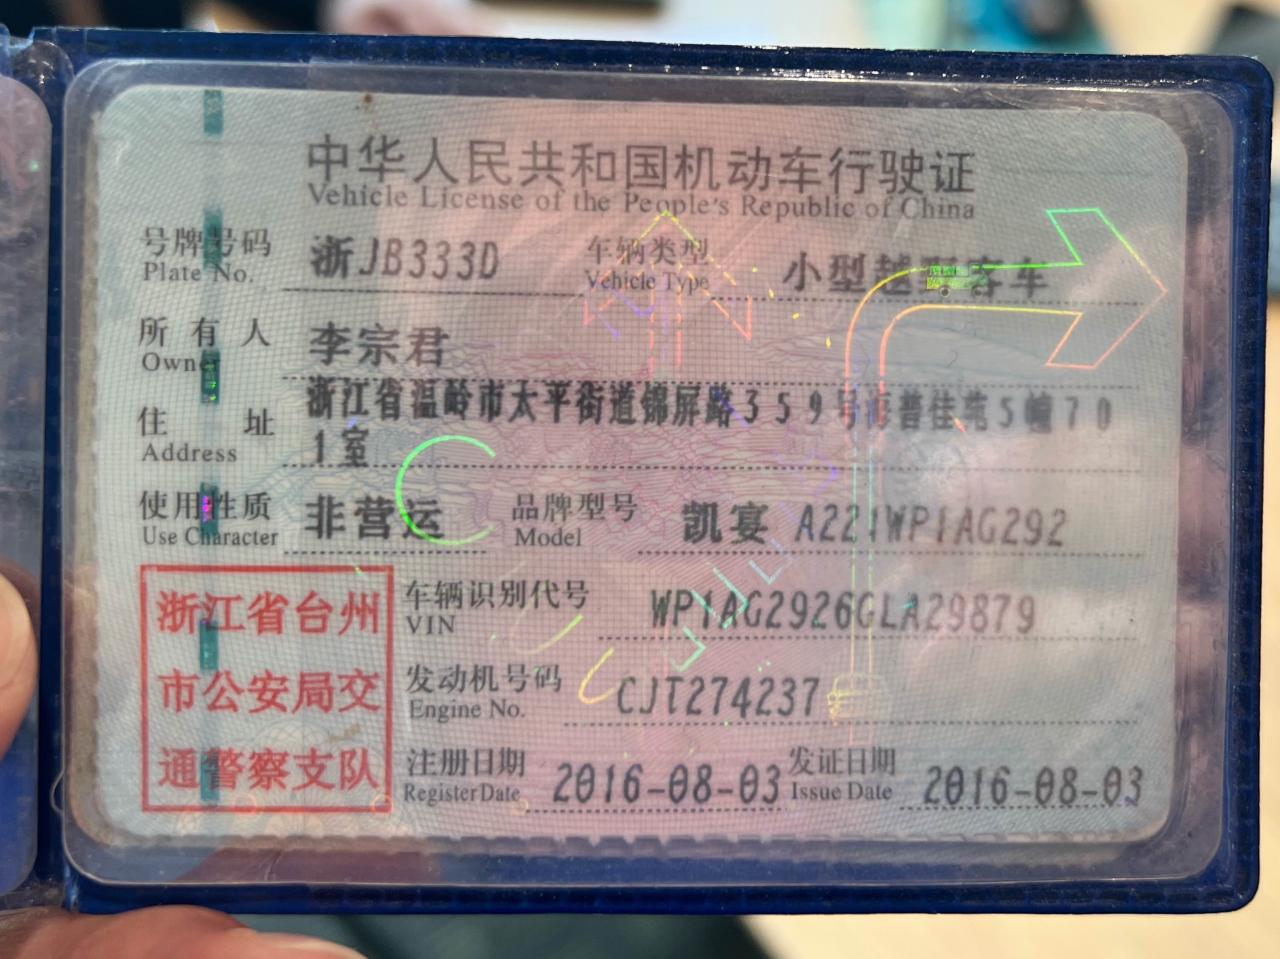 中华人民共和国机动车行驶证
Vehicle License of the People's Republic of China
号牌号码 浙JB333D 车辆类型 小型越野客车
Plate No. Vehicle Type
所有人 李宗君
Owner
浙江省温岭市太平街道锦屏路359号 善佳苑5幢70
住址 1室
Address
使用性质 非营运 品牌型号 凯宴 A221WP1AG292
Use Character Model
浙江省台州 车辆识别代号 WP1AG2926GLA29879
VIN
市公安局交 发动机号码 CJT274237
Engine No.
通警察支队 注册日期 2016-08-03 发证日期 2016-08-03
Register Date Issue Date